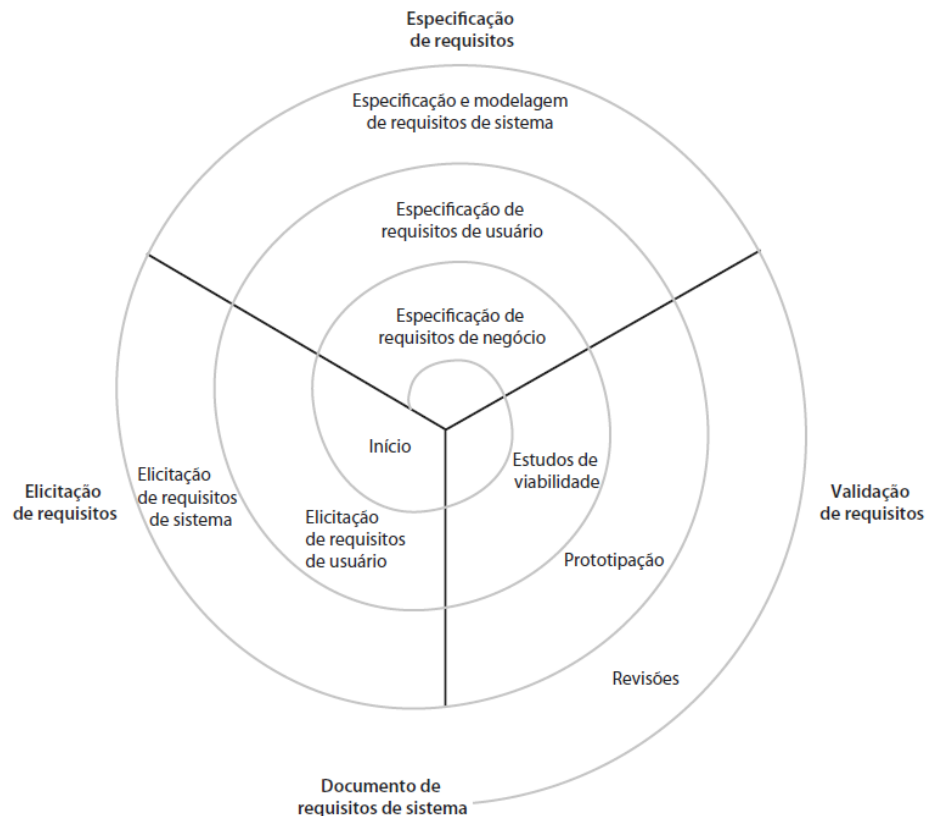 Especificação
de requisitos
Especificação e modelagem
de requisitos de sistema
Especificação de
requisitos de usuário
Especificação de
requisitos de negócio
Início
Estudos de
viabilidade
Elicitação
de requisitos
Elicitação
de requisitos
de sistema
Elicitação
de requisitos
de usuário
Validação
de requisitos
Prototipação
Revisões
Documento de
requisitos de sistema